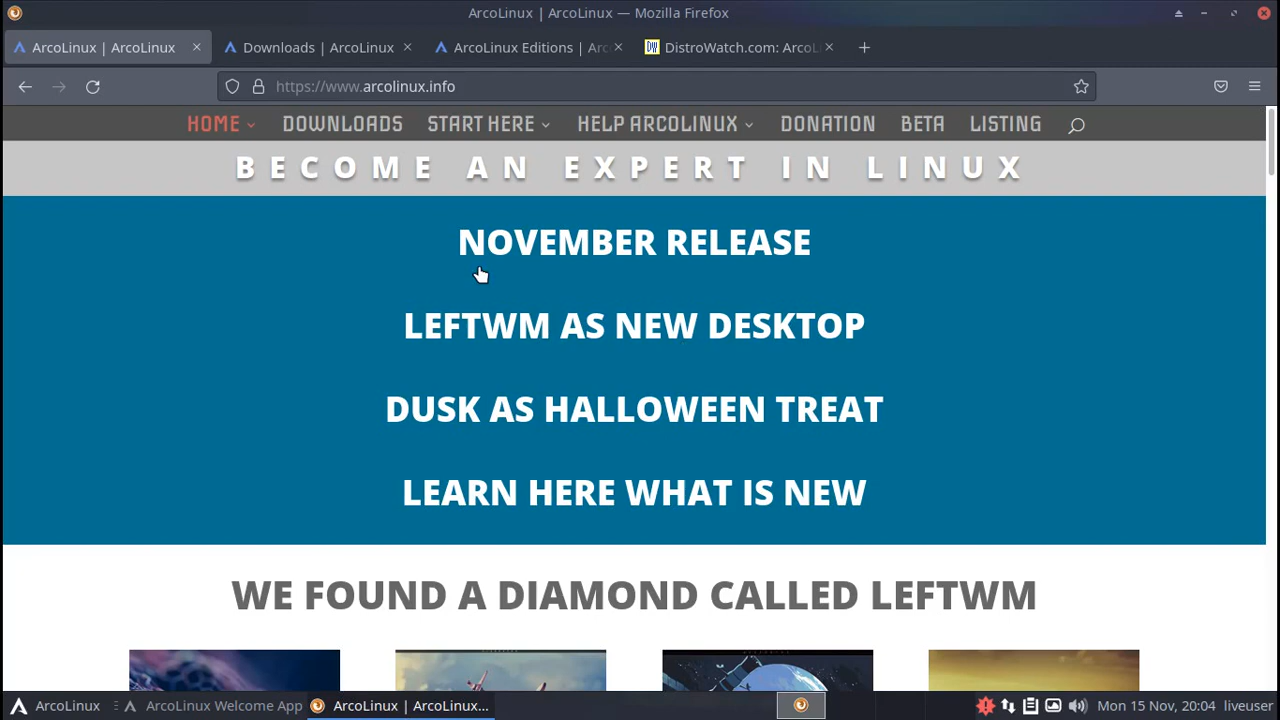 ArcoLinux | ArcoLinux — Mozilla Firefox
ArcoLinux | ArcoLinux
Downloads | ArcoLinux
ArcoLinux Editions | Arc
DW
DistroWatch.com: ArcoL
https://www.arcolinux.info
HOME DOWNLOADS START HERE HELP ARCOLINUX DONATION BETA LISTING
BECOME AN EXPERT IN LINUX
NOVEMBER RELEASE
LEFTWM AS NEW DESKTOP
DUSK AS HALLOWEEN TREAT
LEARN HERE WHAT IS NEW
WE FOUND A DIAMOND CALLED LEFTWM
ArcoLinux
ArcoLinux Welcome App
ArcoLinux | ArcoLinux...
Mon 15 Nov, 20:04 liveuser